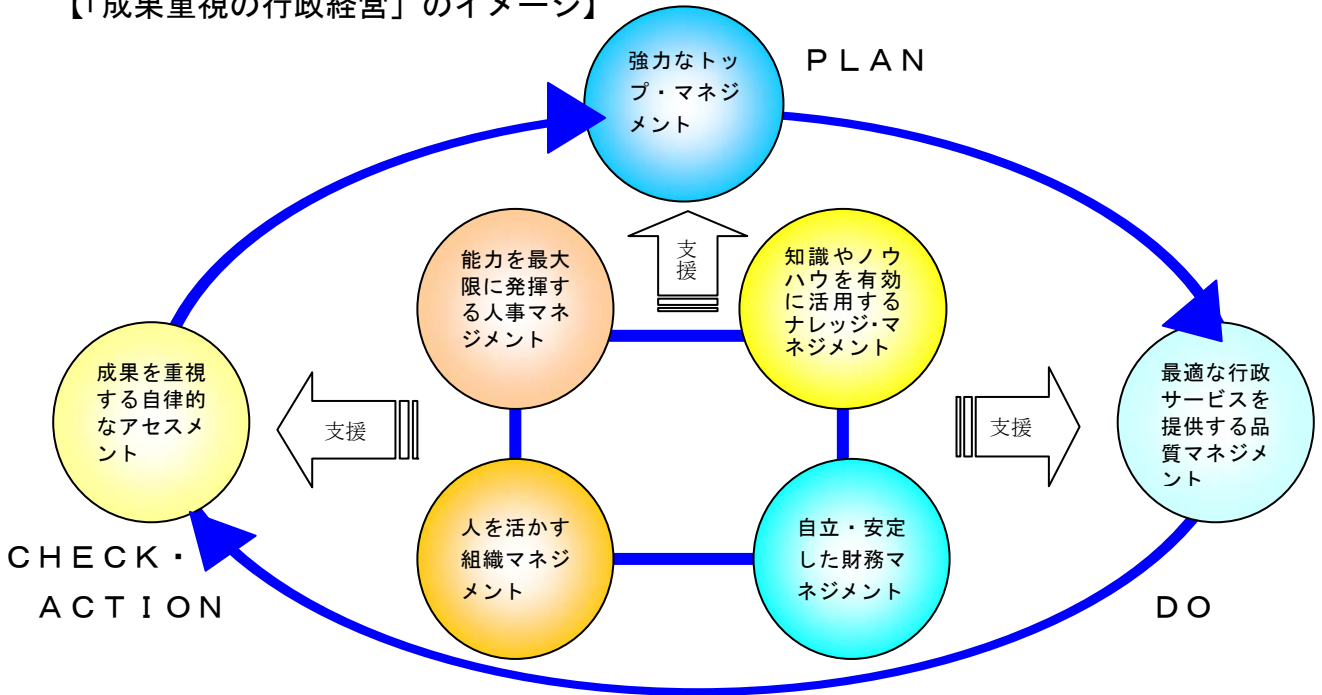 【「成果重視の行政経営」のイメージ】
強力なトッ
プ・マネジ
メント
ＰＬＡＮ
能力を最大
限に発揮す
る人事マネ
ジメント
支援
知識やノウ
ハウを有効
に活用する
ナレッジ・マ
ネジメント
成果を重視
する自律的
なアセスメ
ント
支援
支援
最適な行政
サービスを
提供する品
質マネジメ
ント
人を活かす
組織マネジ
メント
自立・安定
した財務マ
ネジメント
ＣＨＥＣＫ・
ＡＣＴＩＯＮ
ＤＯ